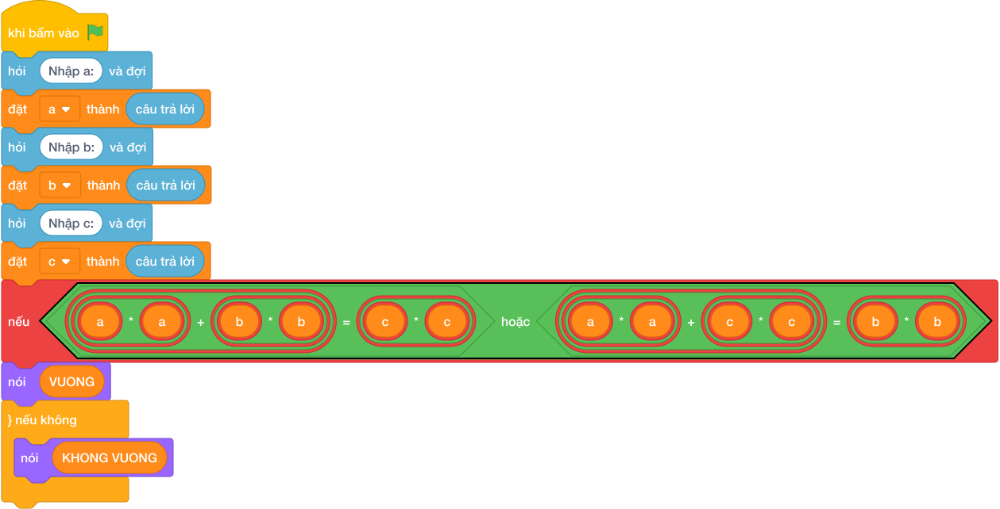 khi bấm vào
hỏi Nhập a: và đợi
đặt a thành câu trả lời
hỏi Nhập b: và đợi
đặt b thành câu trả lời
hỏi Nhập c: và đợi
đặt c thành câu trả lời
nếu a * a + b * b = c * c hoặc a * a + c * c = b * b
nói VUONG
} nếu không
nói KHONG VUONG